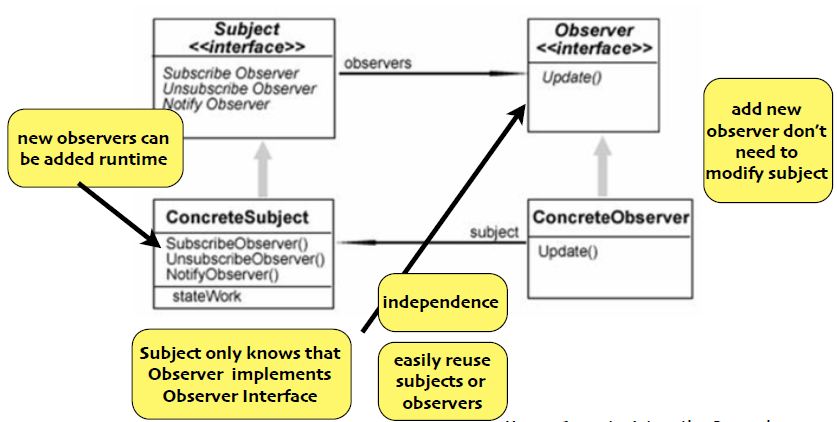 Subject
<<interface>>
Subscribe Observer
Unsubscribe Observer
Notify Observer
observers
Observer
<<interface>>
Update()
new observers can
be added runtime
add new
observer don't
need to
modify subject
ConcreteSubject
SubscribeObserver()
UnsubscribeObserver()
NotifyObserver()
stateWork
subject
ConcreteObserver
Update()
independence
Subject only knows that
Observer implements
Observer Interface
easily reuse
subjects or
observers